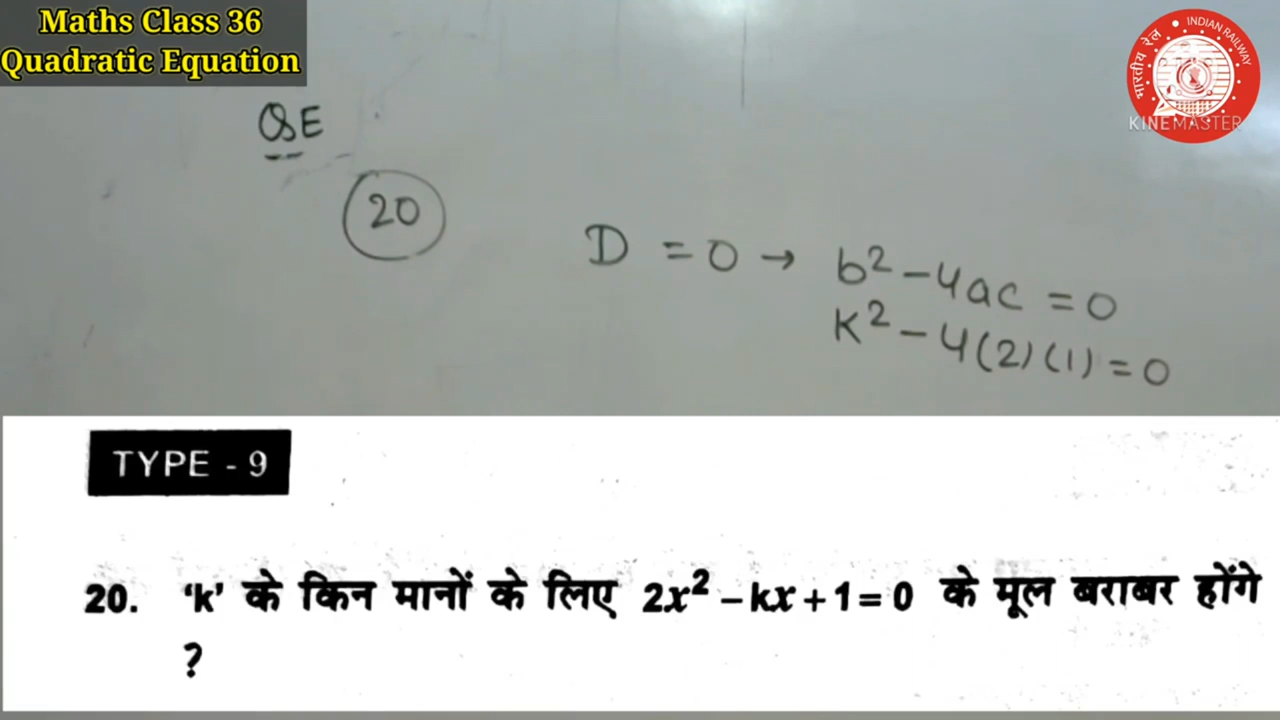 Maths Class 36
Quadratic Equation
भारतीय रेल • INDIAN RAILWAY
KINEMASTER
QE
20
D = 0 → b² - 4ac = 0
K² - 4(2)(1) = 0
TYPE - 9
20. 'k' के किन मानों के लिए 2x² – kx + 1 = 0 के मूल बराबर होंगे
?